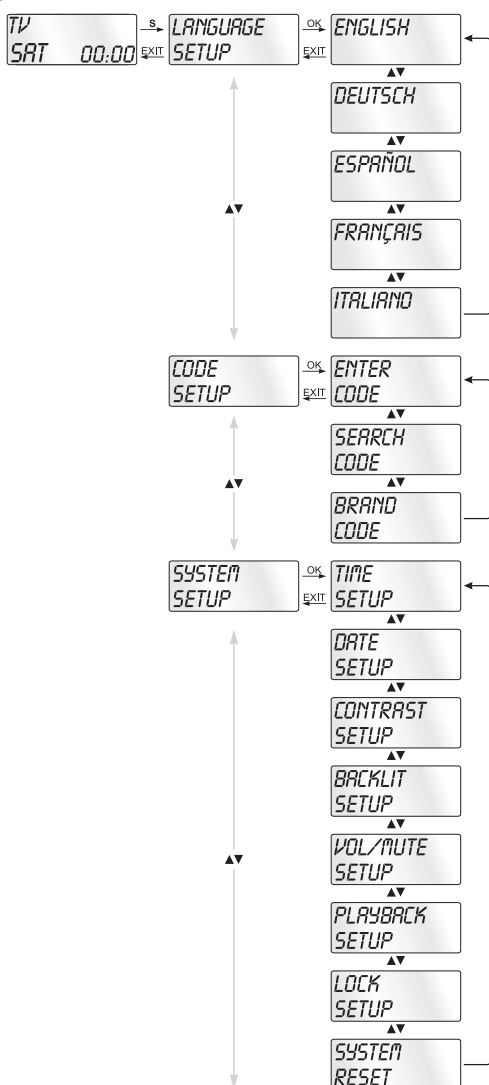 TV
SAT 00:00
S
EXIT
LANGUAGE
SETUP
OK
EXIT
ENGLISH
▲▼
DEUTSCH
▲▼
ESPAÑOL
▲▼
FRANÇAIS
▲▼
ITALIANO
▲▼
CODE
SETUP
OK
EXIT
ENTER
CODE
▲▼
SEARCH
CODE
▲▼
BRAND
CODE
▲▼
SYSTEM
SETUP
OK
EXIT
TIME
SETUP
▲▼
DATE
SETUP
▲▼
CONTRAST
SETUP
▲▼
BACKLIT
SETUP
▲▼
VOL/MUTE
SETUP
▲▼
PLAYBACK
SETUP
▲▼
LOCK
SETUP
▲▼
SYSTEM
RESET
▲▼